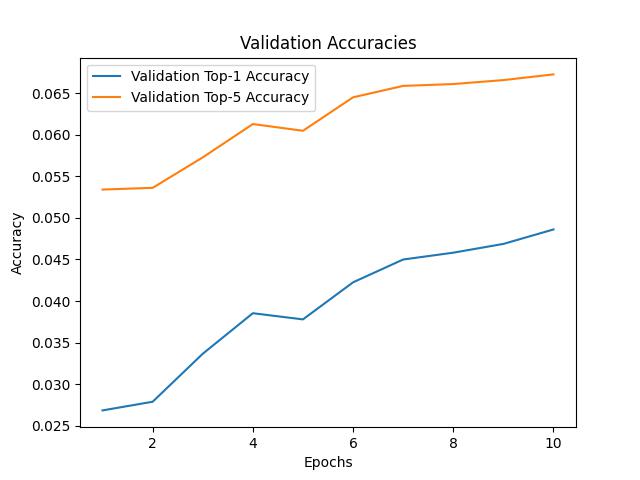 Validation Accuracies
Validation Top-1 Accuracy
Validation Top-5 Accuracy
0.065
0.060
0.055
0.050
0.045
0.040
0.035
0.030
0.025
Accuracy
2 4 6 8 10
Epochs